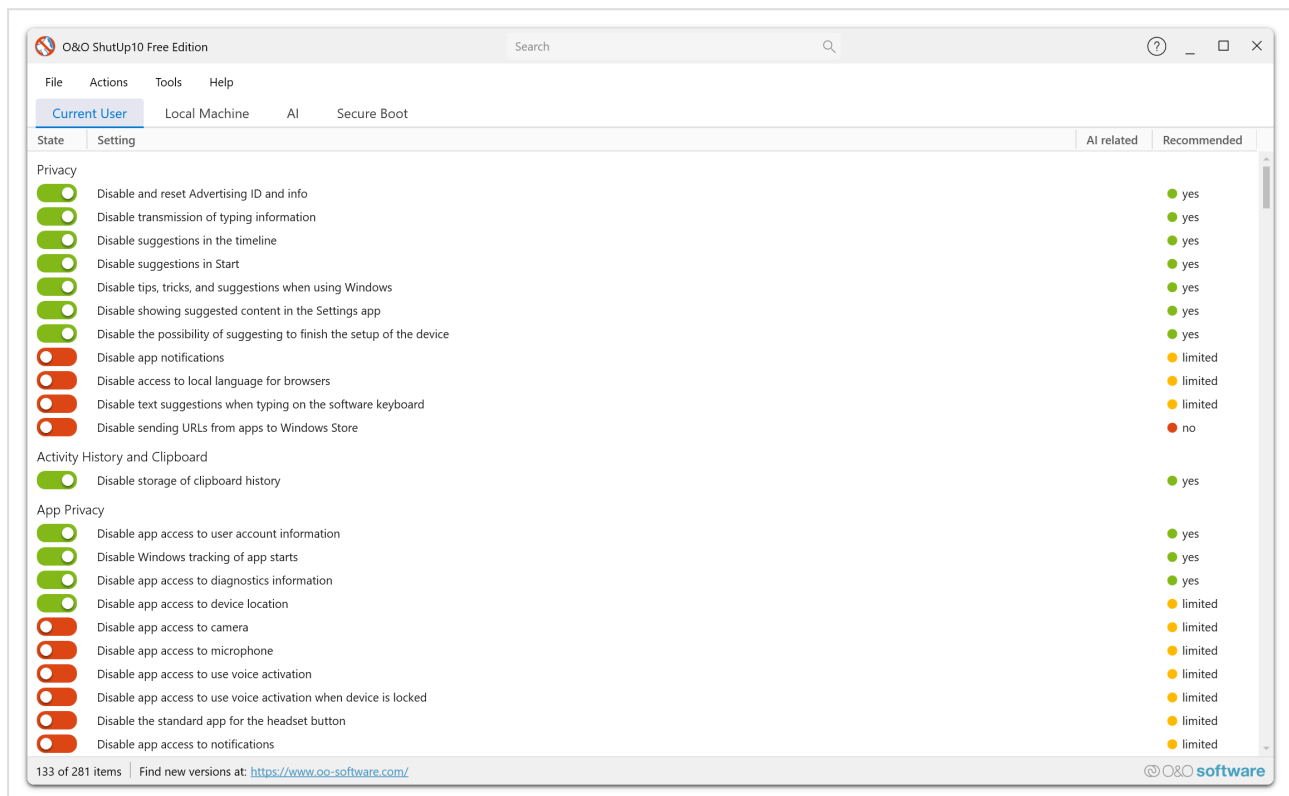 O&O ShutUp10 Free Edition Search ?
File Actions Tools Help
Current User Local Machine AI Secure Boot
State Setting AI related Recommended
Privacy
Disable and reset Advertising ID and info yes
Disable transmission of typing information yes
Disable suggestions in the timeline yes
Disable suggestions in Start yes
Disable tips, tricks, and suggestions when using Windows yes
Disable showing suggested content in the Settings app yes
Disable the possibility of suggesting to finish the setup of the device yes
Disable app notifications limited
Disable access to local language for browsers limited
Disable text suggestions when typing on the software keyboard limited
Disable sending URLs from apps to Windows Store no
Activity History and Clipboard
Disable storage of clipboard history yes
App Privacy
Disable app access to user account information yes
Disable Windows tracking of app starts yes
Disable app access to diagnostics information yes
Disable app access to device location limited
Disable app access to camera limited
Disable app access to microphone limited
Disable app access to use voice activation limited
Disable app access to use voice activation when device is locked limited
Disable the standard app for the headset button limited
Disable app access to notifications limited
133 of 281 items Find new versions at: https://www.oo-software.com/ O&O software